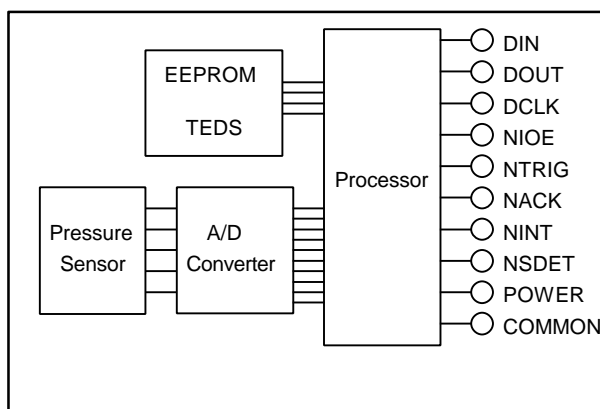 EEPROM
TEDS
Pressure
Sensor
A/D
Converter
Processor
DIN
DOUT
DCLK
NIOE
NTRIG
NACK
NINT
NSDET
POWER
COMMON